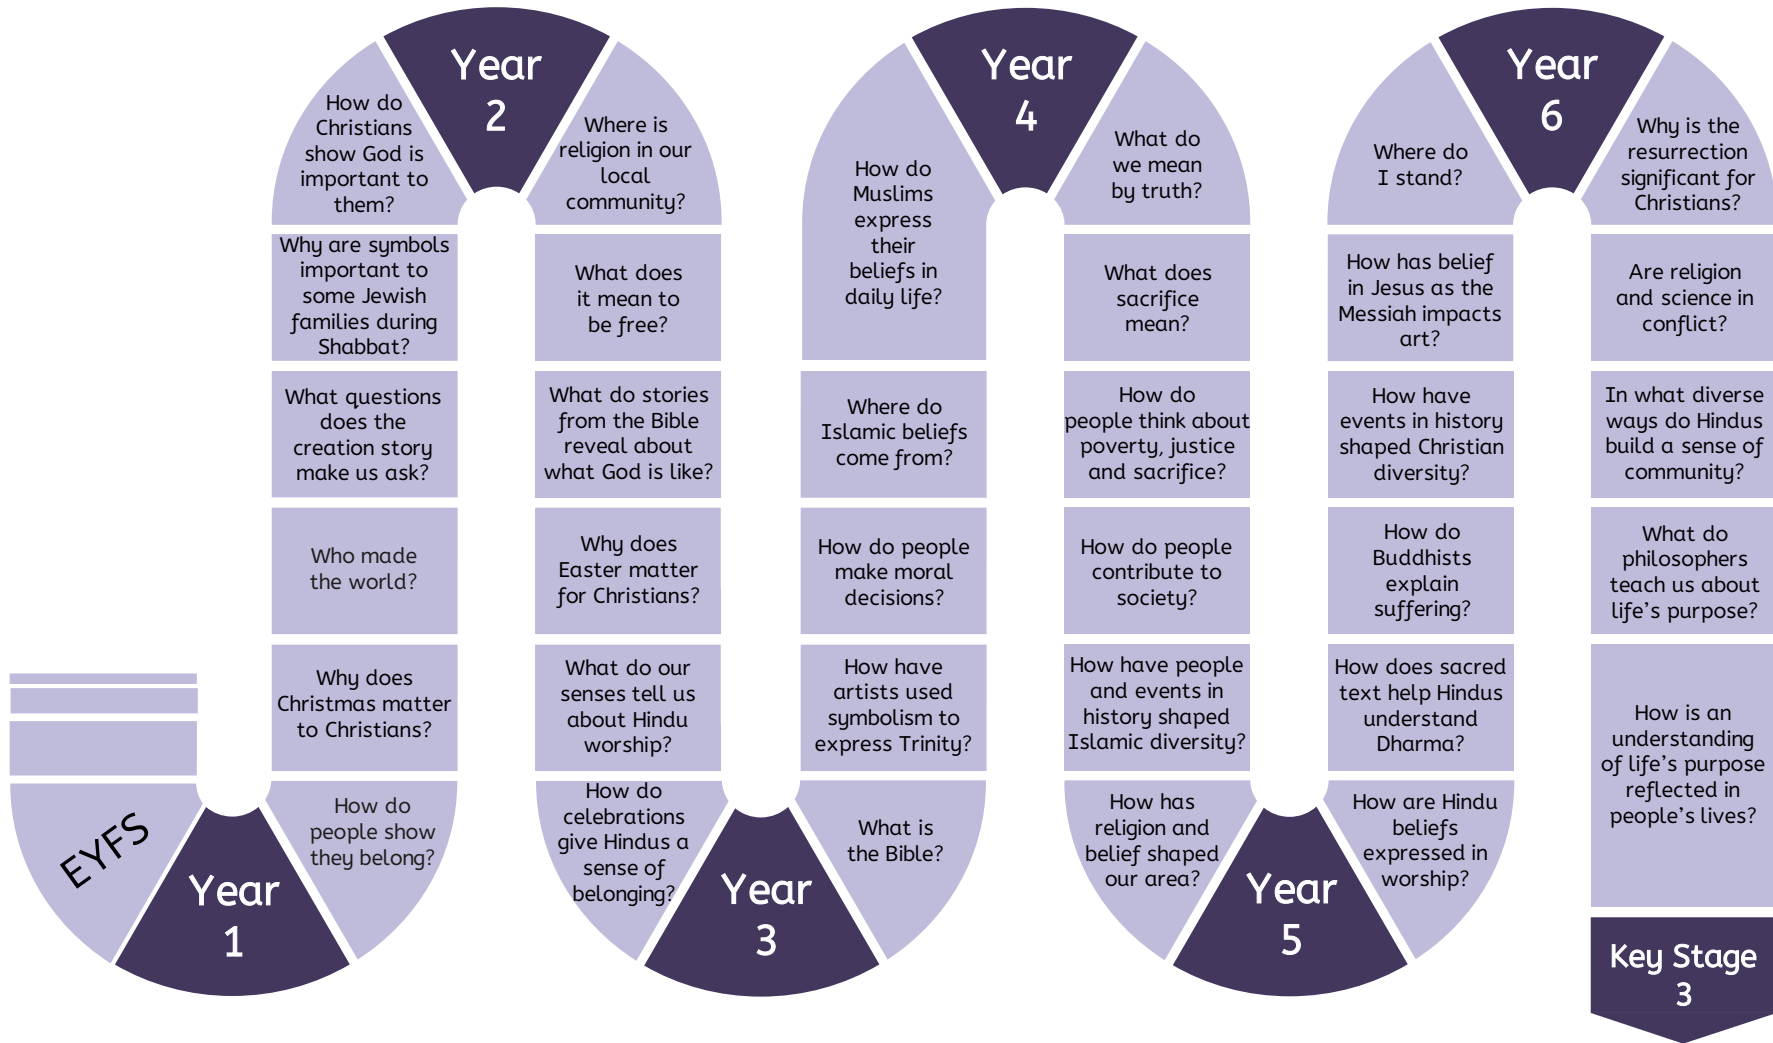 EYFS
Year
1
How do
people show
they belong?
Why does
Christmas matter
to Christians?
Who made
the world?
What questions
does the
creation story
make us ask?
Why are symbols
important to
some Jewish
families during
Shabbat?
How do
Christians
show God is
important to
them?
Year
2
Where is
religion in our
local
community?
What does
it mean to
be free?
What do stories
from the Bible
reveal about
what God is like?
Why does
Easter matter
for Christians?
What do our
senses tell us
about Hindu
worship?
How do
celebrations
give Hindus a
sense of
belonging?
Year
3
What is
the Bible?
How have
artists used
symbolism to
express Trinity?
How do people
make moral
decisions?
Where do
Islamic beliefs
come from?
How do
Muslims
express
their
beliefs in
daily life?
Year
4
What do
we mean
by truth?
What does
sacrifice
mean?
How do
people think about
poverty, justice
and sacrifice?
How do people
contribute to
society?
How have people
and events in
history shaped
Islamic diversity?
How has
religion and
belief shaped
our area?
Year
5
How are Hindu
beliefs
expressed in
worship?
How does sacred
text help Hindus
understand
Dharma?
How do
Buddhists
explain
suffering?
How have
events in history
shaped Christian
diversity?
How has belief
in Jesus as the
Messiah impacts
art?
Where do
I stand?
Year
6
Why is the
resurrection
significant for
Christians?
Are religion
and science in
conflict?
In what diverse
ways do Hindus
build a sense of
community?
What do
philosophers
teach us about
life’s purpose?
How is an
understanding
of life’s purpose
reflected in
people’s lives?
Key Stage
3